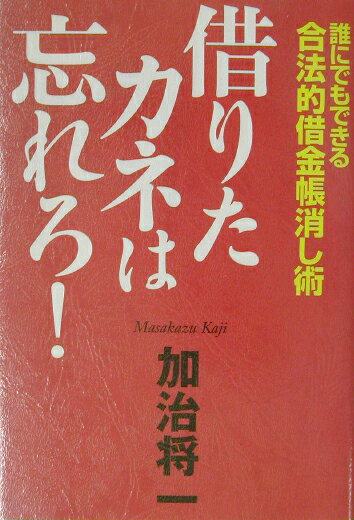 誰にでもできる
合法的借金帳消し術
借りた
カネは
忘れろ!
Masakazu Kaji
加治将一